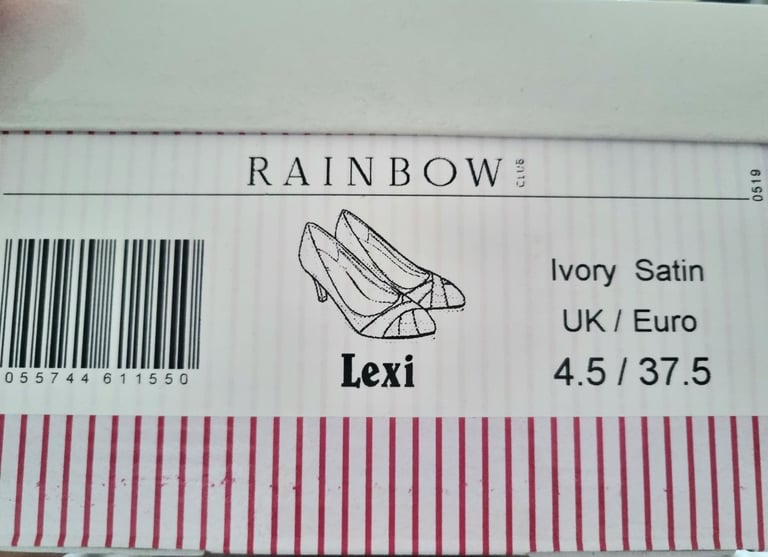 RAINBOW CLUB
0519
Ivory Satin
UK / Euro
4.5 / 37.5
Lexi
055744 611550